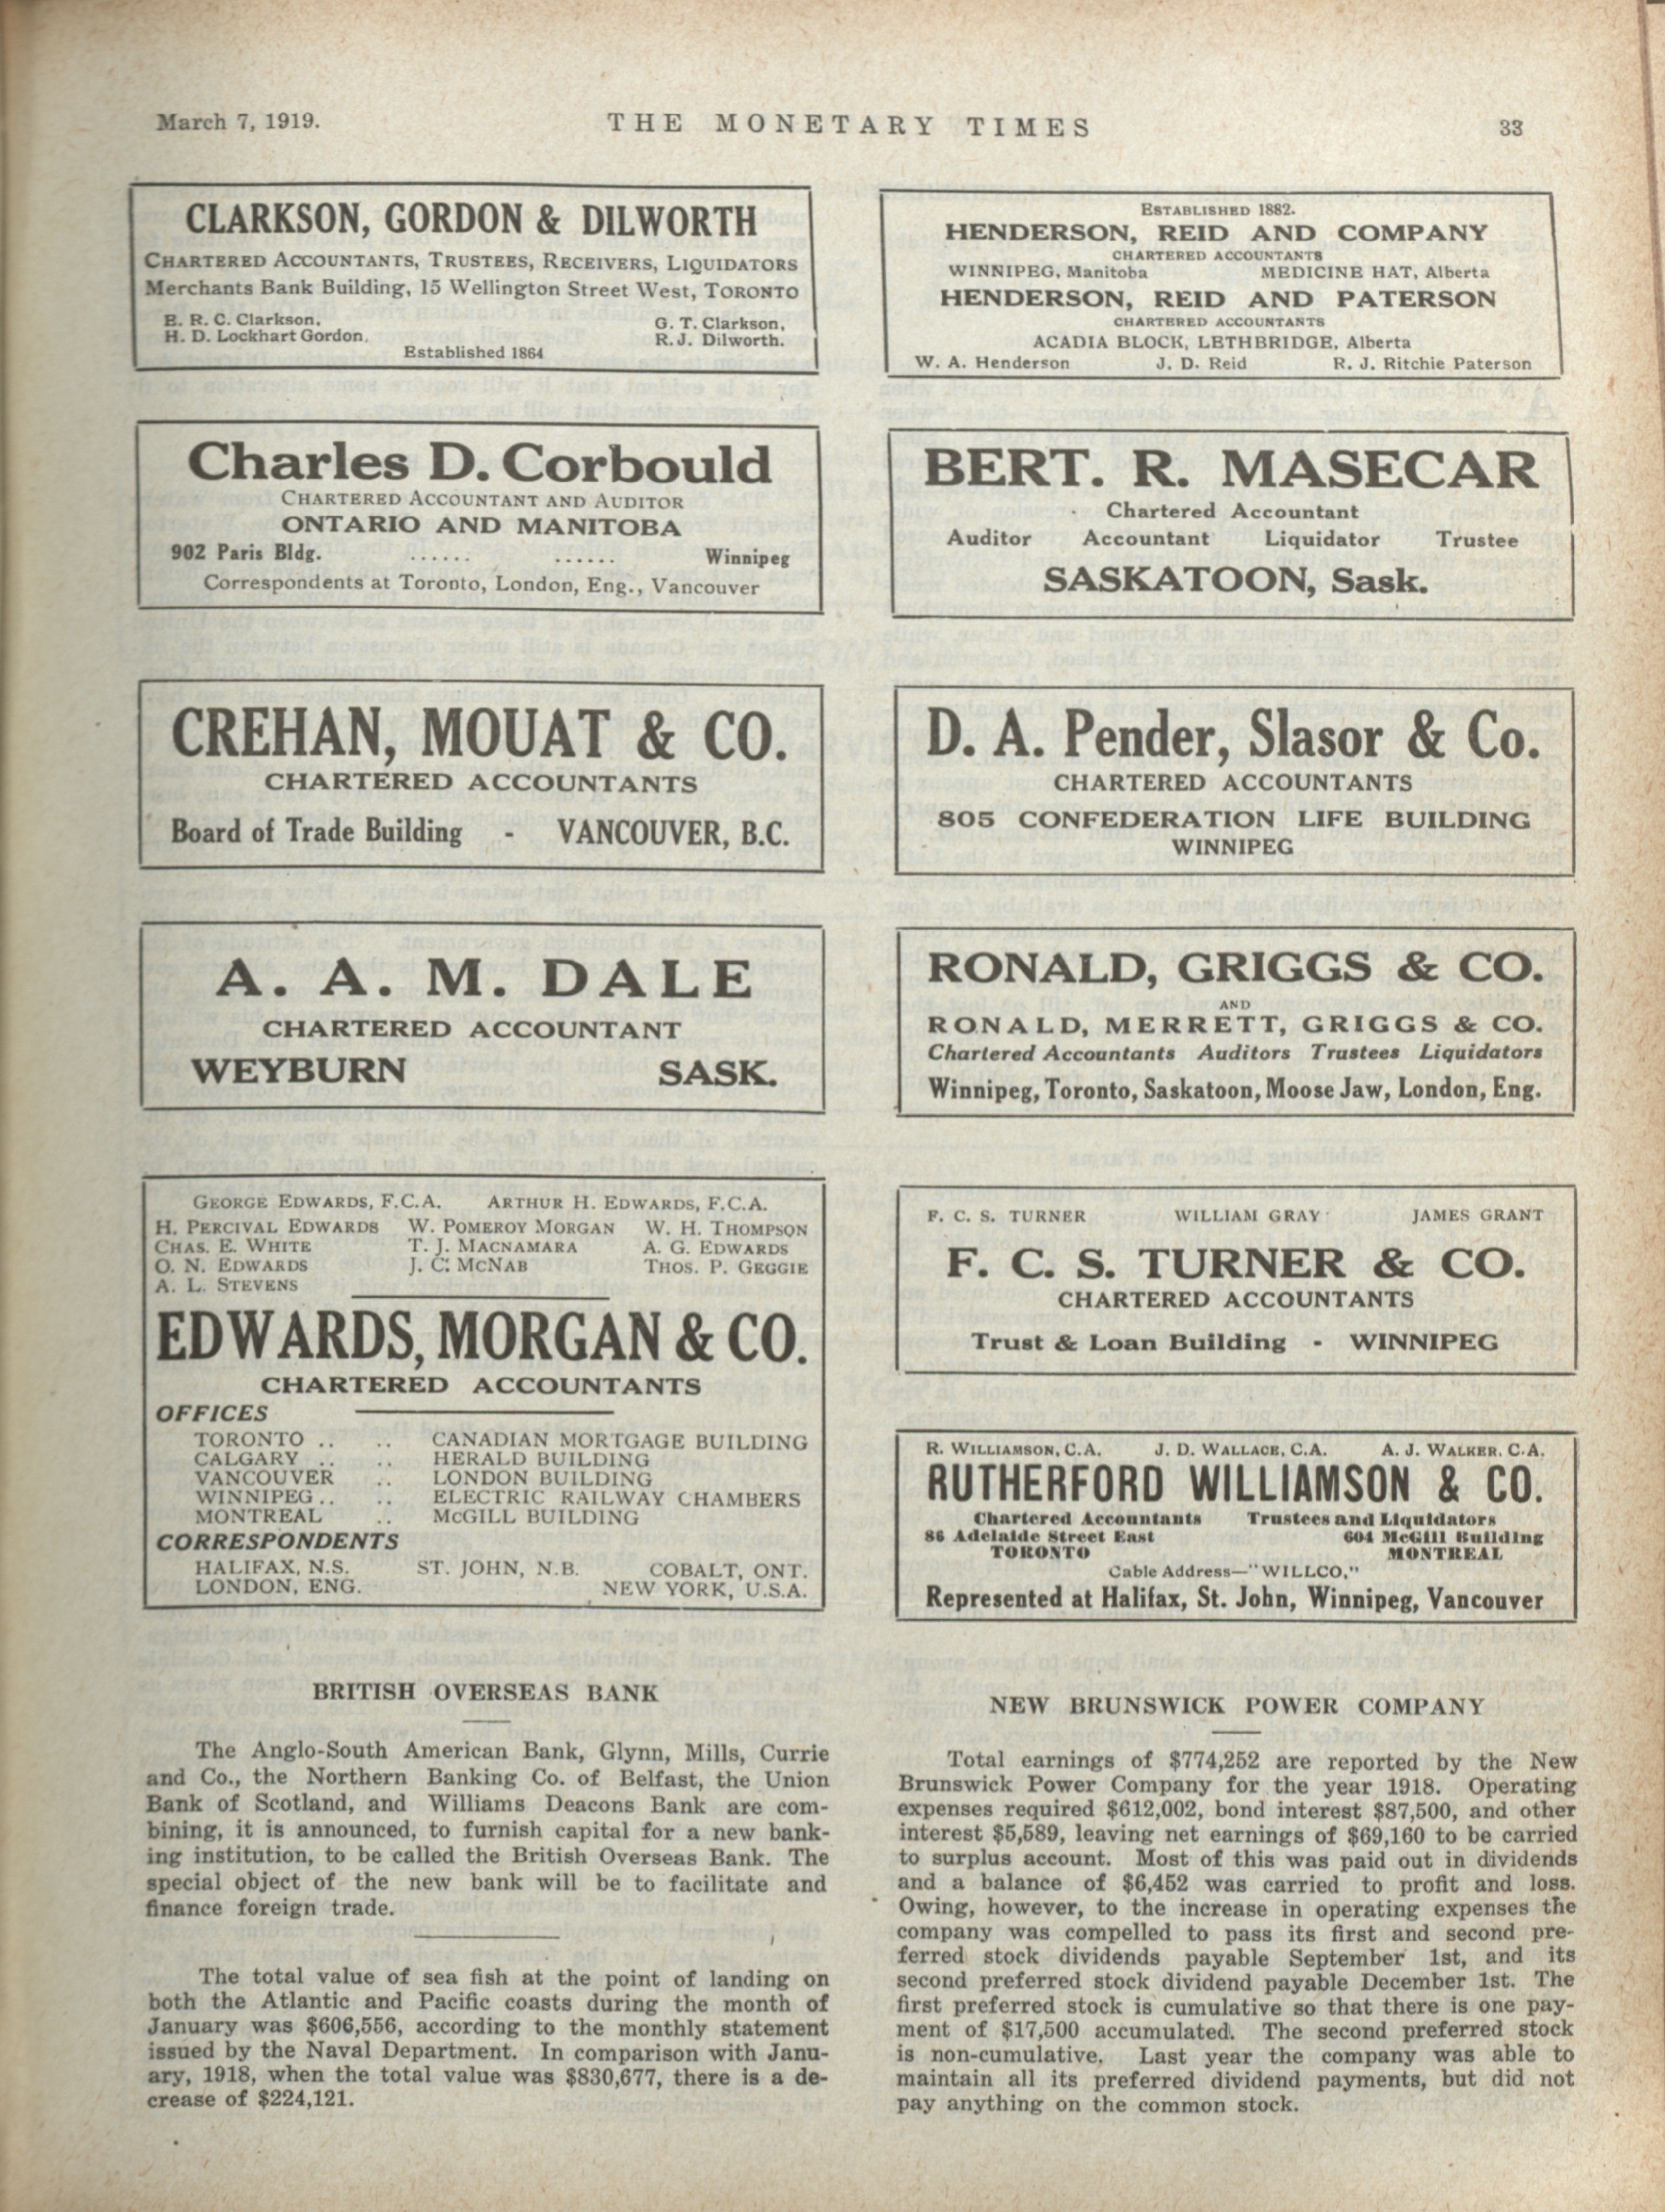 March 7, 1919.
THE MONETARY TIMES
33
CLARKSON, GORDON & DILWORTH
CHARTERED ACCOUNTANTS, TRUSTEES, RECEIVERS, LIQUIDATORS
Merchants Bank Building, 15 Wellington Street West, TORONTO
E. R. C. Clarkson, G. T. Clarkson,
H. D. Lockhart Gordon, R. J. Dilworth.
Established 1864
Charles D. Corbould
CHARTERED ACCOUNTANT AND AUDITOR
ONTARIO AND MANITOBA
902 Paris Bldg. ...... ...... Winnipeg
Correspondents at Toronto, London, Eng., Vancouver
CREHAN, MOUAT & CO.
CHARTERED ACCOUNTANTS
Board of Trade Building - VANCOUVER, B.C.
A. A. M. DALE
CHARTERED ACCOUNTANT
WEYBURN SASK.
GEORGE EDWARDS, F.C.A. ARTHUR H. EDWARDS, F.C.A.
H. PERCIVAL EDWARDS W. POMEROY MORGAN W. H. THOMPSON
CHAS. E. WHITE T. J. MACNAMARA A. G. EDWARDS
O. N. EDWARDS J. C. MCNAB THOS. P. GEGGIE
A. L. STEVENS
EDWARDS, MORGAN & CO.
CHARTERED ACCOUNTANTS
OFFICES
TORONTO .. .. CANADIAN MORTGAGE BUILDING
CALGARY .. .. HERALD BUILDING
VANCOUVER .. LONDON BUILDING
WINNIPEG .. .. ELECTRIC RAILWAY CHAMBERS
MONTREAL .. McGILL BUILDING
CORRESPONDENTS
HALIFAX, N.S. ST. JOHN, N.B. COBALT, ONT.
LONDON, ENG. NEW YORK, U.S.A.
BRITISH OVERSEAS BANK
The Anglo-South American Bank, Glynn, Mills, Currie
and Co., the Northern Banking Co. of Belfast, the Union
Bank of Scotland, and Williams Deacons Bank are com-
bining, it is announced, to furnish capital for a new bank-
ing institution, to be called the British Overseas Bank. The
special object of the new bank will be to facilitate and
finance foreign trade.
The total value of sea fish at the point of landing on
both the Atlantic and Pacific coasts during the month of
January was $606,556, according to the monthly statement
issued by the Naval Department. In comparison with Janu-
ary, 1918, when the total value was $830,677, there is a de-
crease of $224,121.
ESTABLISHED 1882.
HENDERSON, REID AND COMPANY
CHARTERED ACCOUNTANTS
WINNIPEG, Manitoba MEDICINE HAT, Alberta
HENDERSON, REID AND PATERSON
CHARTERED ACCOUNTANTS
ACADIA BLOCK, LETHBRIDGE, Alberta
W. A. Henderson J. D. Reid R. J. Ritchie Paterson
BERT. R. MASECAR
Chartered Accountant
Auditor Accountant Liquidator Trustee
SASKATOON, Sask.
D. A. Pender, Slasor & Co.
CHARTERED ACCOUNTANTS
805 CONFEDERATION LIFE BUILDING
WINNIPEG
RONALD, GRIGGS & CO.
AND
RONALD, MERRETT, GRIGGS & CO.
Chartered Accountants Auditors Trustees Liquidators
Winnipeg, Toronto, Saskatoon, Moose Jaw, London, Eng.
F. C. S. TURNER WILLIAM GRAY JAMES GRANT
F. C. S. TURNER & CO.
CHARTERED ACCOUNTANTS
Trust & Loan Building - WINNIPEG
R. WILLIAMSON, C.A. J. D. WALLACE, C.A. A. J. WALKER, C.A.
RUTHERFORD WILLIAMSON & CO.
Chartered Accountants Trustees and Liquidators
86 Adelaide Street East 604 McGill Building
TORONTO MONTREAL
Cable Address—"WILLCO."
Represented at Halifax, St. John, Winnipeg, Vancouver
NEW BRUNSWICK POWER COMPANY
Total earnings of $774,252 are reported by the New
Brunswick Power Company for the year 1918. Operating
expenses required $612,002, bond interest $87,500, and other
interest $5,589, leaving net earnings of $69,160 to be carried
to surplus account. Most of this was paid out in dividends
and a balance of $6,452 was carried to profit and loss.
Owing, however, to the increase in operating expenses the
company was compelled to pass its first and second pre-
ferred stock dividends payable September 1st, and its
second preferred stock dividend payable December 1st. The
first preferred stock is cumulative so that there is one pay-
ment of $17,500 accumulated. The second preferred stock
is non-cumulative. Last year the company was able to
maintain all its preferred dividend payments, but did not
pay anything on the common stock.